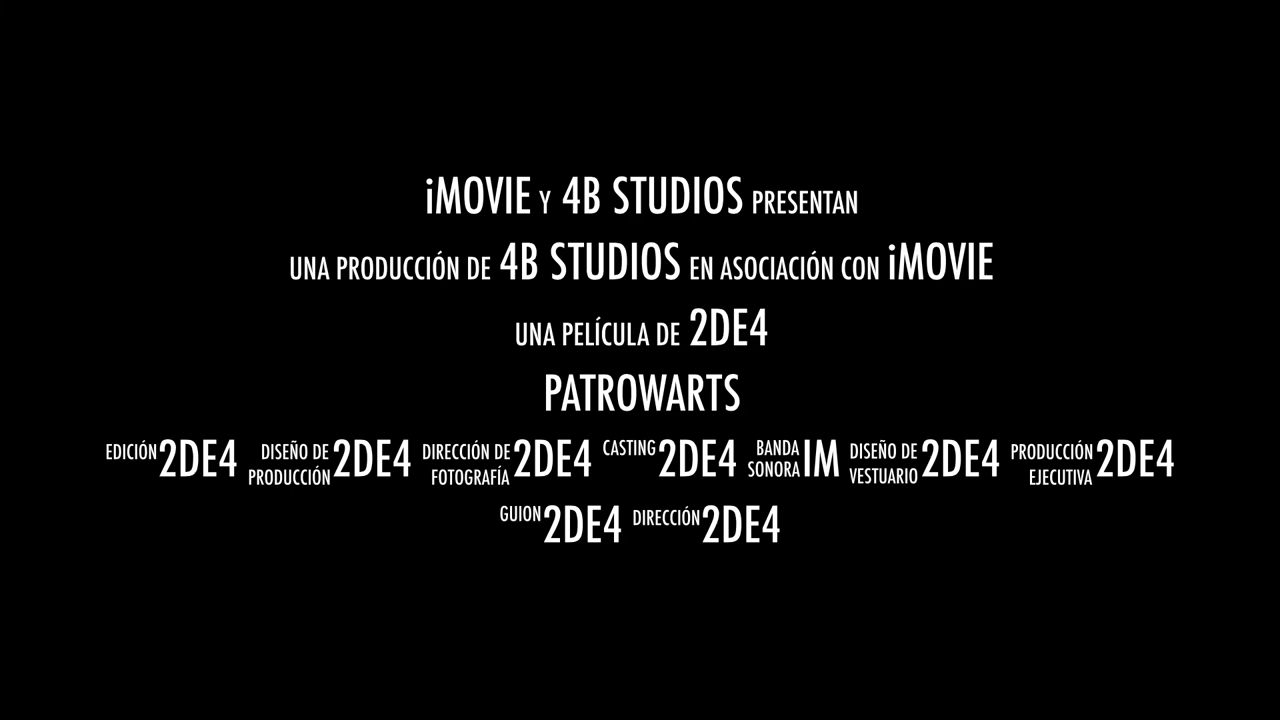 iMOVIE Y 4B STUDIOS PRESENTAN
UNA PRODUCCIÓN DE 4B STUDIOS EN ASOCIACIÓN CON iMOVIE
UNA PELÍCULA DE 2DE4
PATROWARTS
EDICIÓN 2DE4 DISEÑO DE PRODUCCIÓN 2DE4 DIRECCIÓN DE FOTOGRAFÍA 2DE4 CASTING 2DE4 BANDA SONORA IM DISEÑO DE VESTUARIO 2DE4 PRODUCCIÓN EJECUTIVA 2DE4
GUION 2DE4 DIRECCIÓN 2DE4